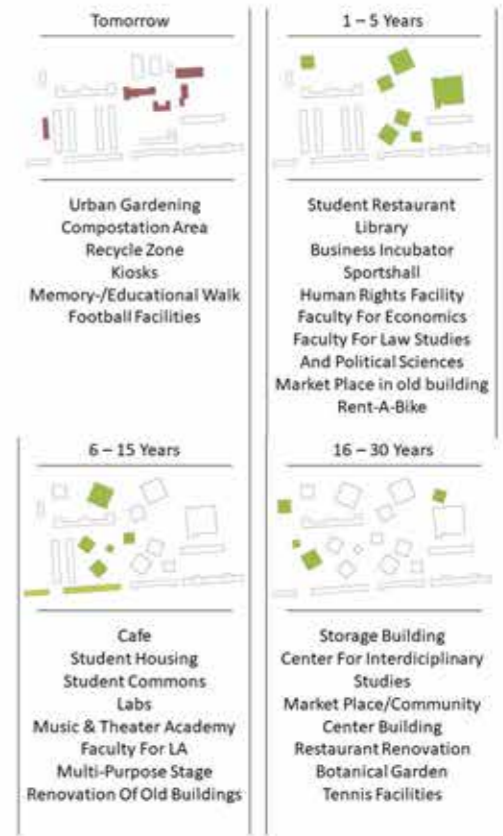 Tomorrow
Urban Gardening
Compostation Area
Recycle Zone
Kiosks
Memory-/Educational Walk
Football Facilities
1 – 5 Years
Student Restaurant
Library
Business Incubator
Sportshall
Human Rights Facility
Faculty For Economics
Faculty For Law Studies
And Political Sciences
Market Place in old building
Rent-A-Bike
6 – 15 Years
Cafe
Student Housing
Student Commons
Labs
Music & Theater Academy
Faculty For LA
Multi-Purpose Stage
Renovation Of Old Buildings
16 – 30 Years
Storage Building
Center For Interdiciplinary
Studies
Market Place/Community
Center Building
Restaurant Renovation
Botanical Garden
Tennis Facilities